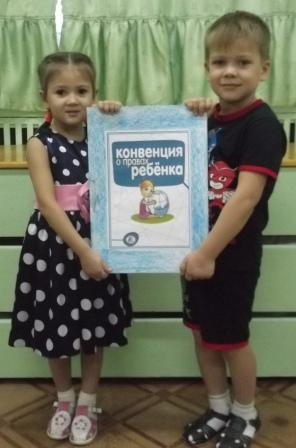 конвенция
о правах
ребёнка